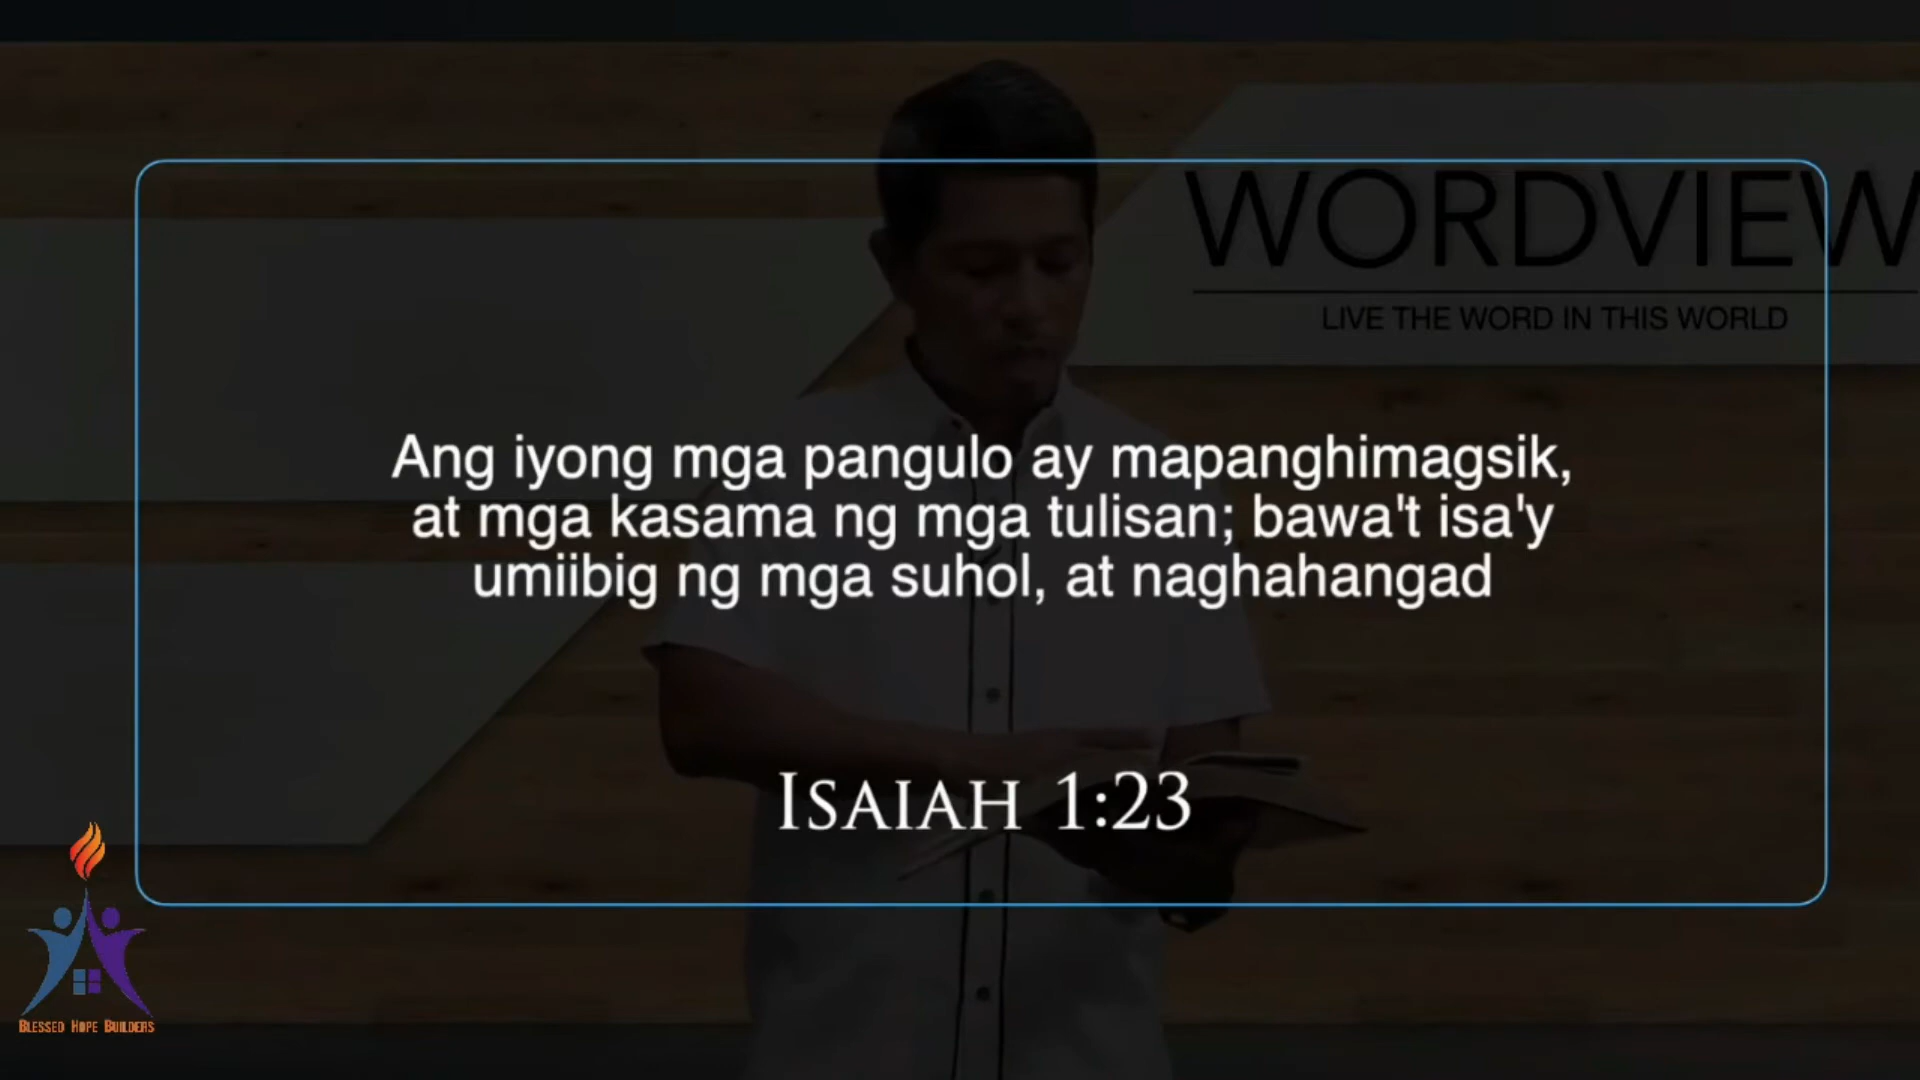 WORDVIEW
LIVE THE WORD IN THIS WORLD
Ang iyong mga pangulo ay mapanghimagsik,
at mga kasama ng mga tulisan; bawa't isa'y
umiibig ng mga suhol, at naghahangad
ISAIAH 1:23
BLESSED HOPE BUILDERS